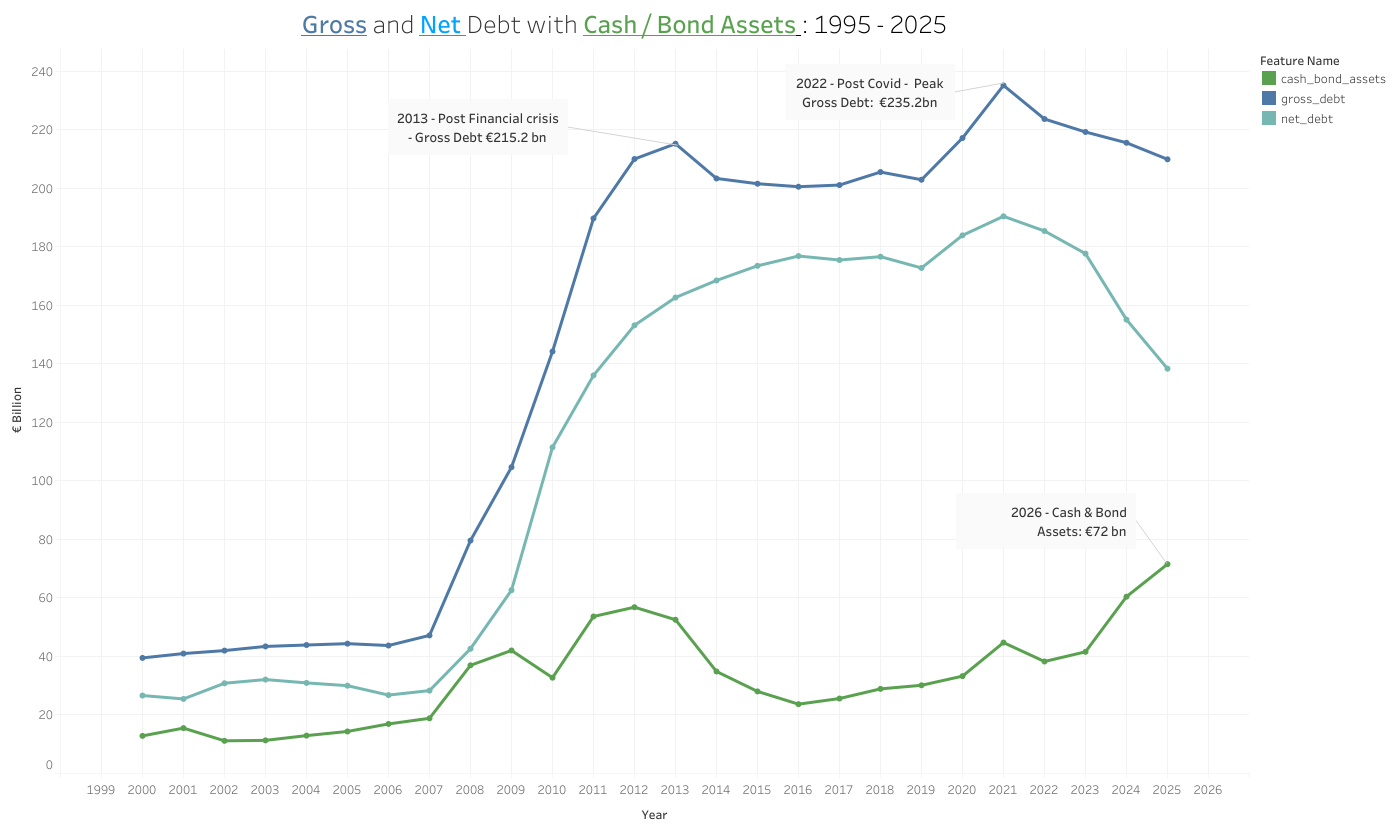 Gross and Net Debt with Cash / Bond Assets : 1995 - 2025
Feature Name
cash_bond_assets
gross_debt
net_debt
2022 - Post Covid - Peak
Gross Debt: €235.2bn
2013 - Post Financial crisis
- Gross Debt €215.2 bn
2026 - Cash & Bond
Assets: €72 bn
€ Billion
240
220
200
180
160
140
120
100
80
60
40
20
0
1999 2000 2001 2002 2003 2004 2005 2006 2007 2008 2009 2010 2011 2012 2013 2014 2015 2016 2017 2018 2019 2020 2021 2022 2023 2024 2025 2026
Year